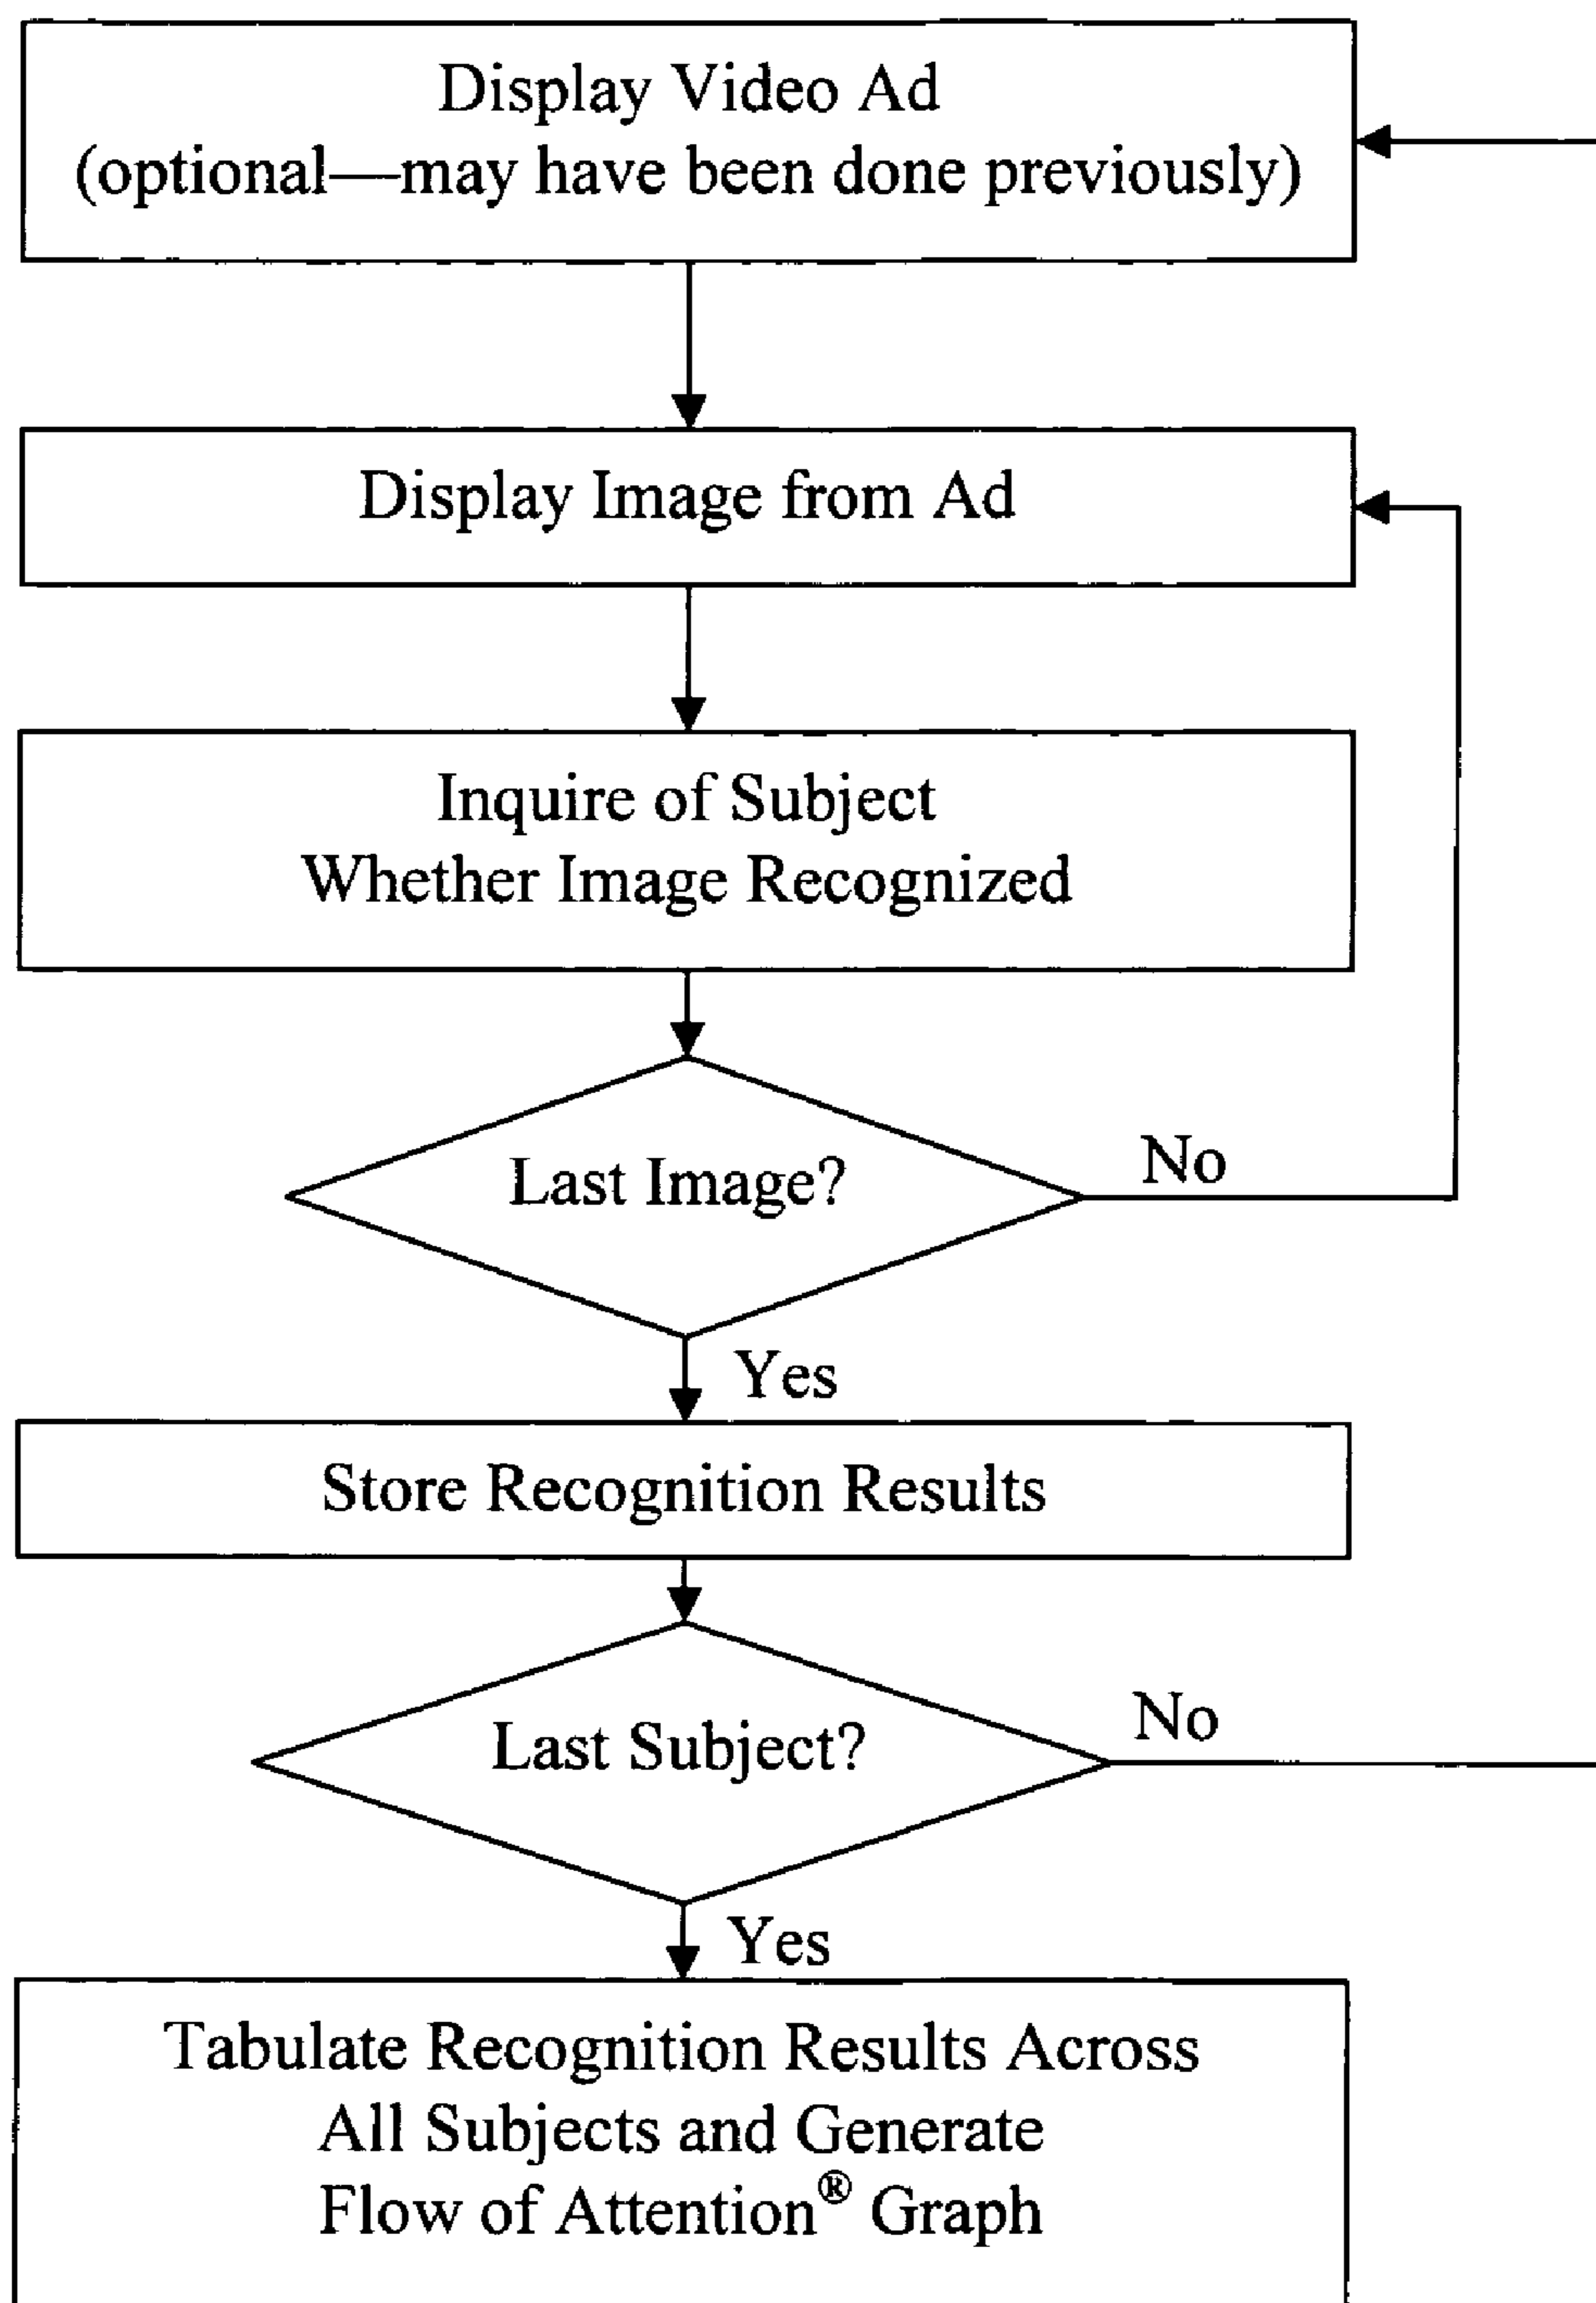 Display Video Ad
(optional—may have been done previously)
Display Image from Ad
Inquire of Subject
Whether Image Recognized
Last Image?
No
Yes
Store Recognition Results
Last Subject?
No
Yes
Tabulate Recognition Results Across
All Subjects and Generate
Flow of Attention® Graph